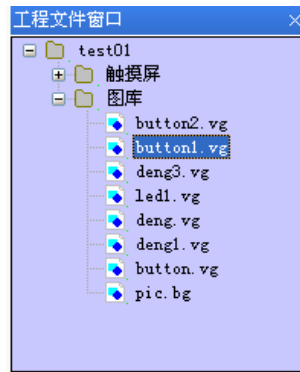 工程文件窗口
test01
触摸屏
图库
button2.vg
button1.vg
deng3.vg
led1.vg
deng.vg
deng1.vg
button.vg
pic.bg